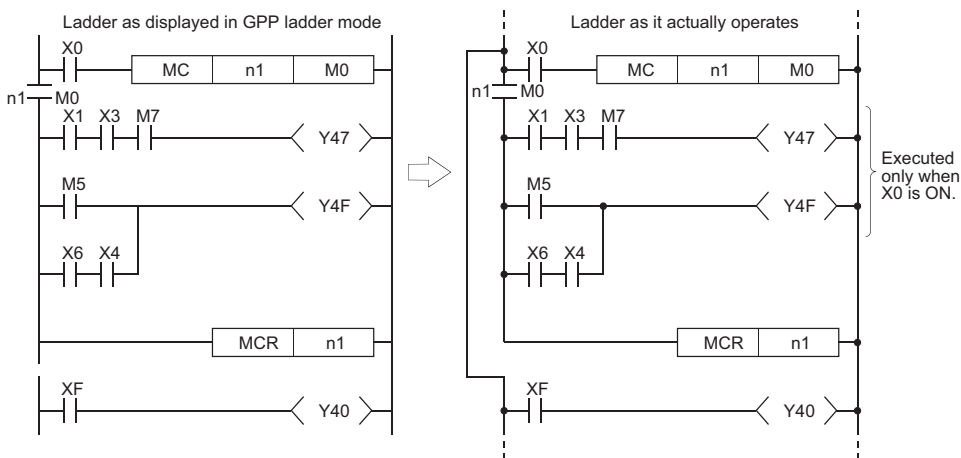 Ladder as displayed in GPP ladder mode
X0
MC n1 M0
n1 M0
X1 X3 M7
Y47
M5
Y4F
X6 X4
MCR n1
XF
Y40
Ladder as it actually operates
X0
MC n1 M0
n1 M0
X1 X3 M7
Y47
M5
Y4F
X6 X4
MCR n1
XF
Y40
Executed
only when
X0 is ON.